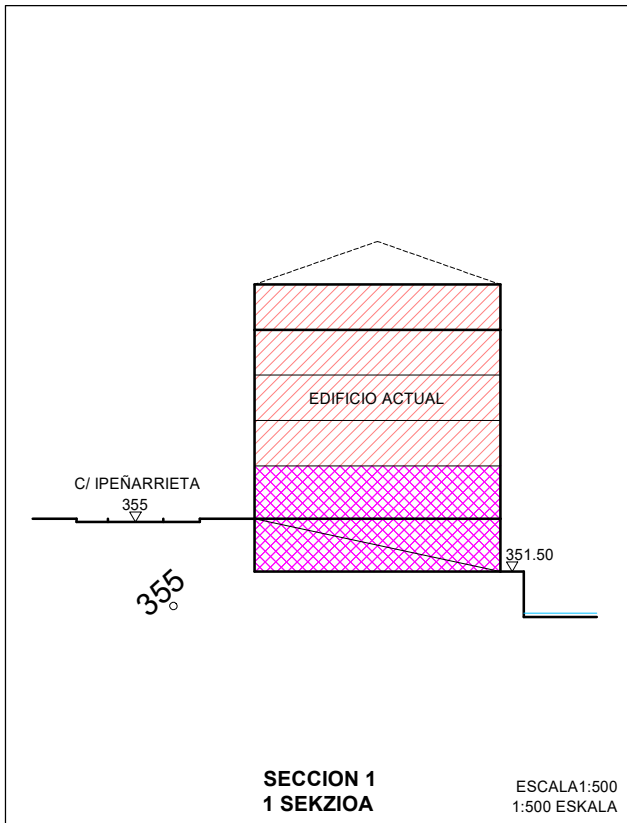 EDIFICIO ACTUAL
C/ IPEÑARRIETA
355
351.50
355
SECCION 1
1 SEKZIOA
ESCALA1:500
1:500 ESKALA